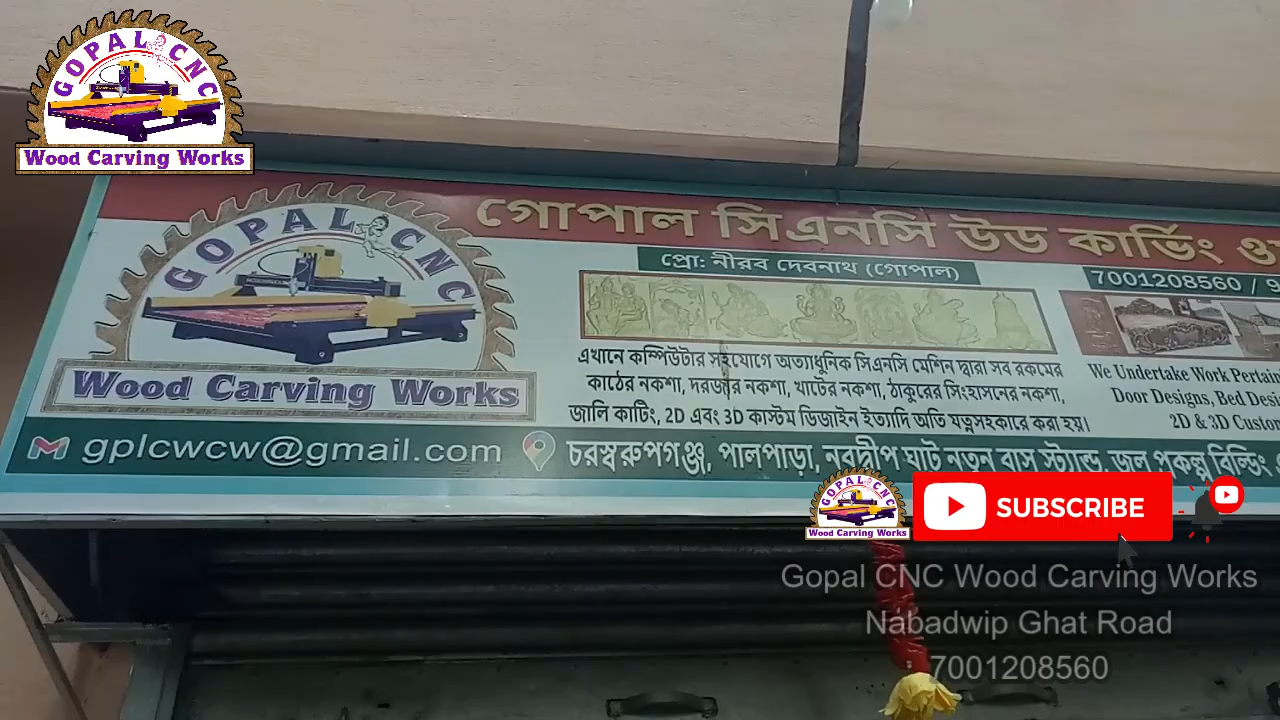 GOPAL CNC
Wood Carving Works
গোপাল সিএনসি উড কার্ভিং
GOPAL CNC
Wood Carving Works
প্রো: নীরব দেবনাথ (গোপাল)
7001208560 / 9
এখানে কম্পিউটার সহযোগে অত্যাধুনিক সিএনসি মেশিন দ্বারা সব রকমের
কাঠের নকশা, দরজার নকশা, খাটের নকশা, ঠাকুরের সিংহাসনের নকশা,
জালি কাটিং, 2D এবং 3D কাস্টম ডিজাইন ইত্যাদি অতি যত্নসহকারে করা হয়।
We Undertake Work
Door Designs, Bed
2D & 3D
gplcwcw@gmail.com
চরস্বরুপগঞ্জ, পালপাড়া, নবদ্বীপ ঘাট নতুন বাস স্ট্যান্ড, জল প্রকল্প বিল্ডিং
GOPAL CNC
Wood Carving Works
SUBSCRIBE
Gopal CNC Wood Carving Works
Nabadwip Ghat Road
7001208560